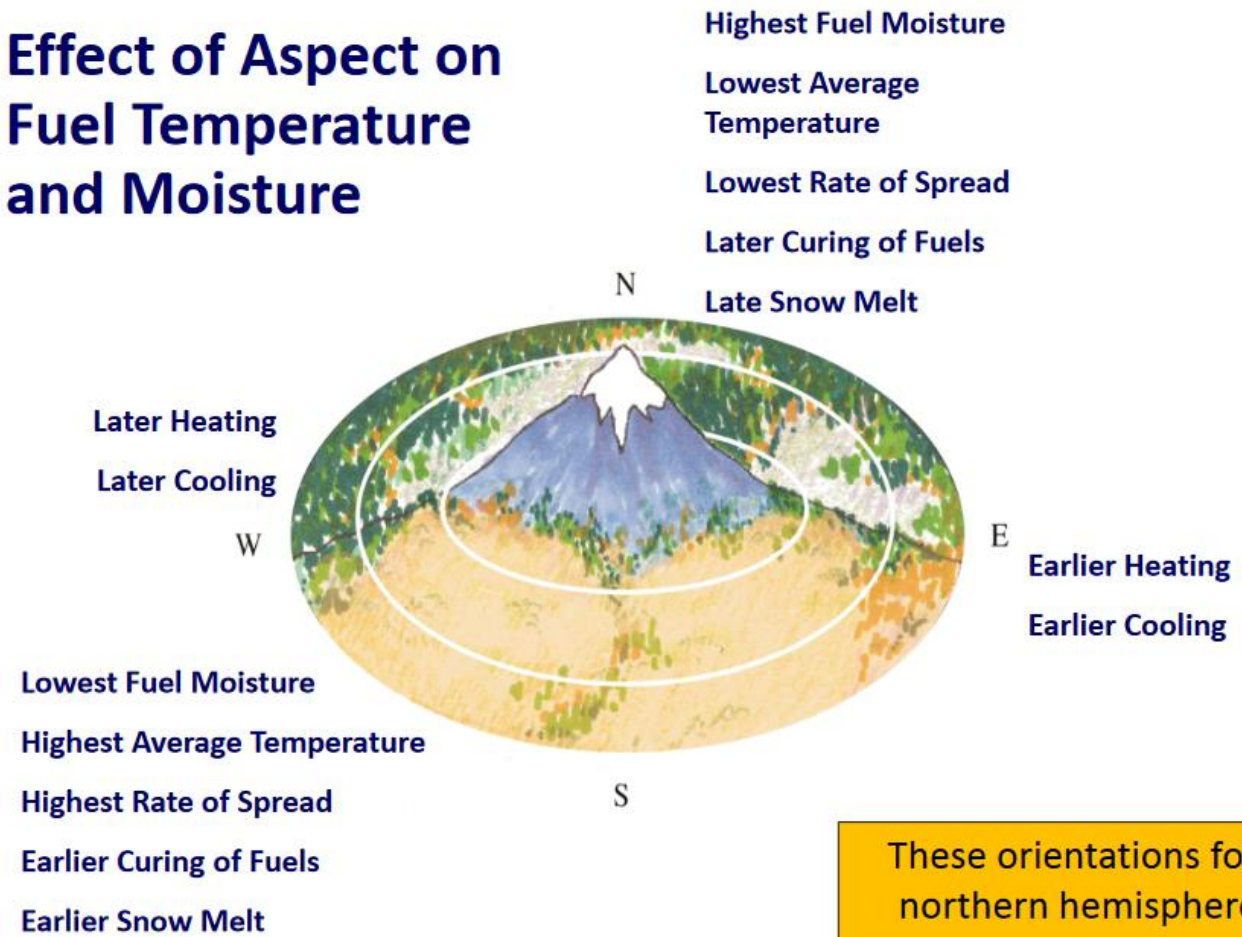 Effect of Aspect on
Fuel Temperature
and Moisture
Highest Fuel Moisture
Lowest Average
Temperature
Lowest Rate of Spread
Later Curing of Fuels
Late Snow Melt
N
Later Heating
Later Cooling
W
E
Earlier Heating
Earlier Cooling
Lowest Fuel Moisture
Highest Average Temperature
Highest Rate of Spread
Earlier Curing of Fuels
Earlier Snow Melt
S
These orientations fo
northern hemisphere